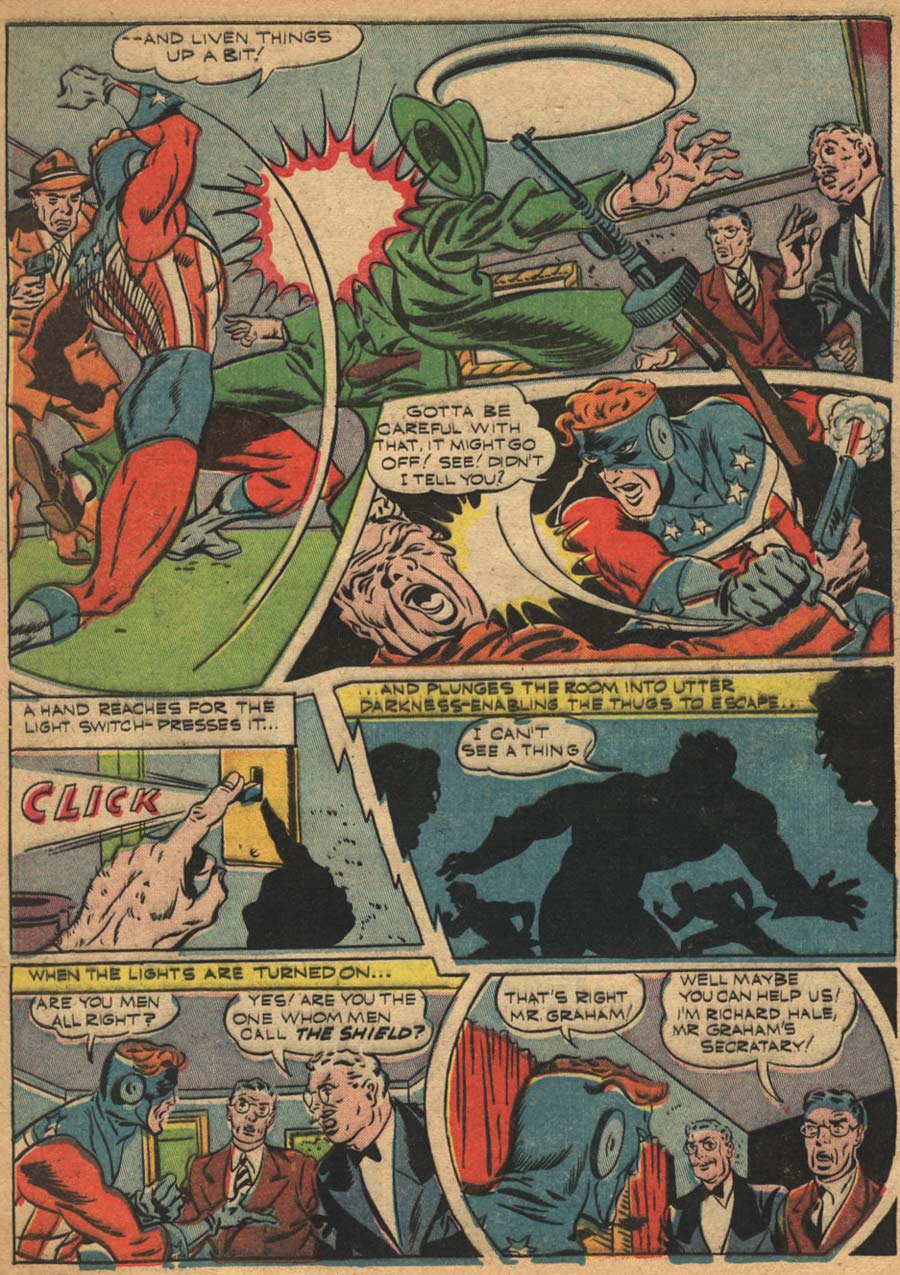 --AND LIVEN THINGS
UP A BIT!
GOTTA BE
CAREFUL WITH
THAT, IT MIGHT GO
OFF! SEE! DIDN'T
I TELL YOU?
A HAND REACHES FOR THE
LIGHT SWITCH-PRESSES IT...
CLICK
...AND PLUNGES THE ROOM INTO UTTER
DARKNESS-ENABLING THE THUGS TO ESCAPE...
I CAN'T
SEE A THING!
WHEN THE LIGHTS ARE TURNED ON...
ARE YOU MEN
ALL RIGHT?
YES! ARE YOU THE
ONE WHOM MEN
CALL THE SHIELD?
THAT'S RIGHT
MR. GRAHAM!
WELL MAYBE
YOU CAN HELP US!
I'M RICHARD HALE,
MR GRAHAM'S
SECRATARY!